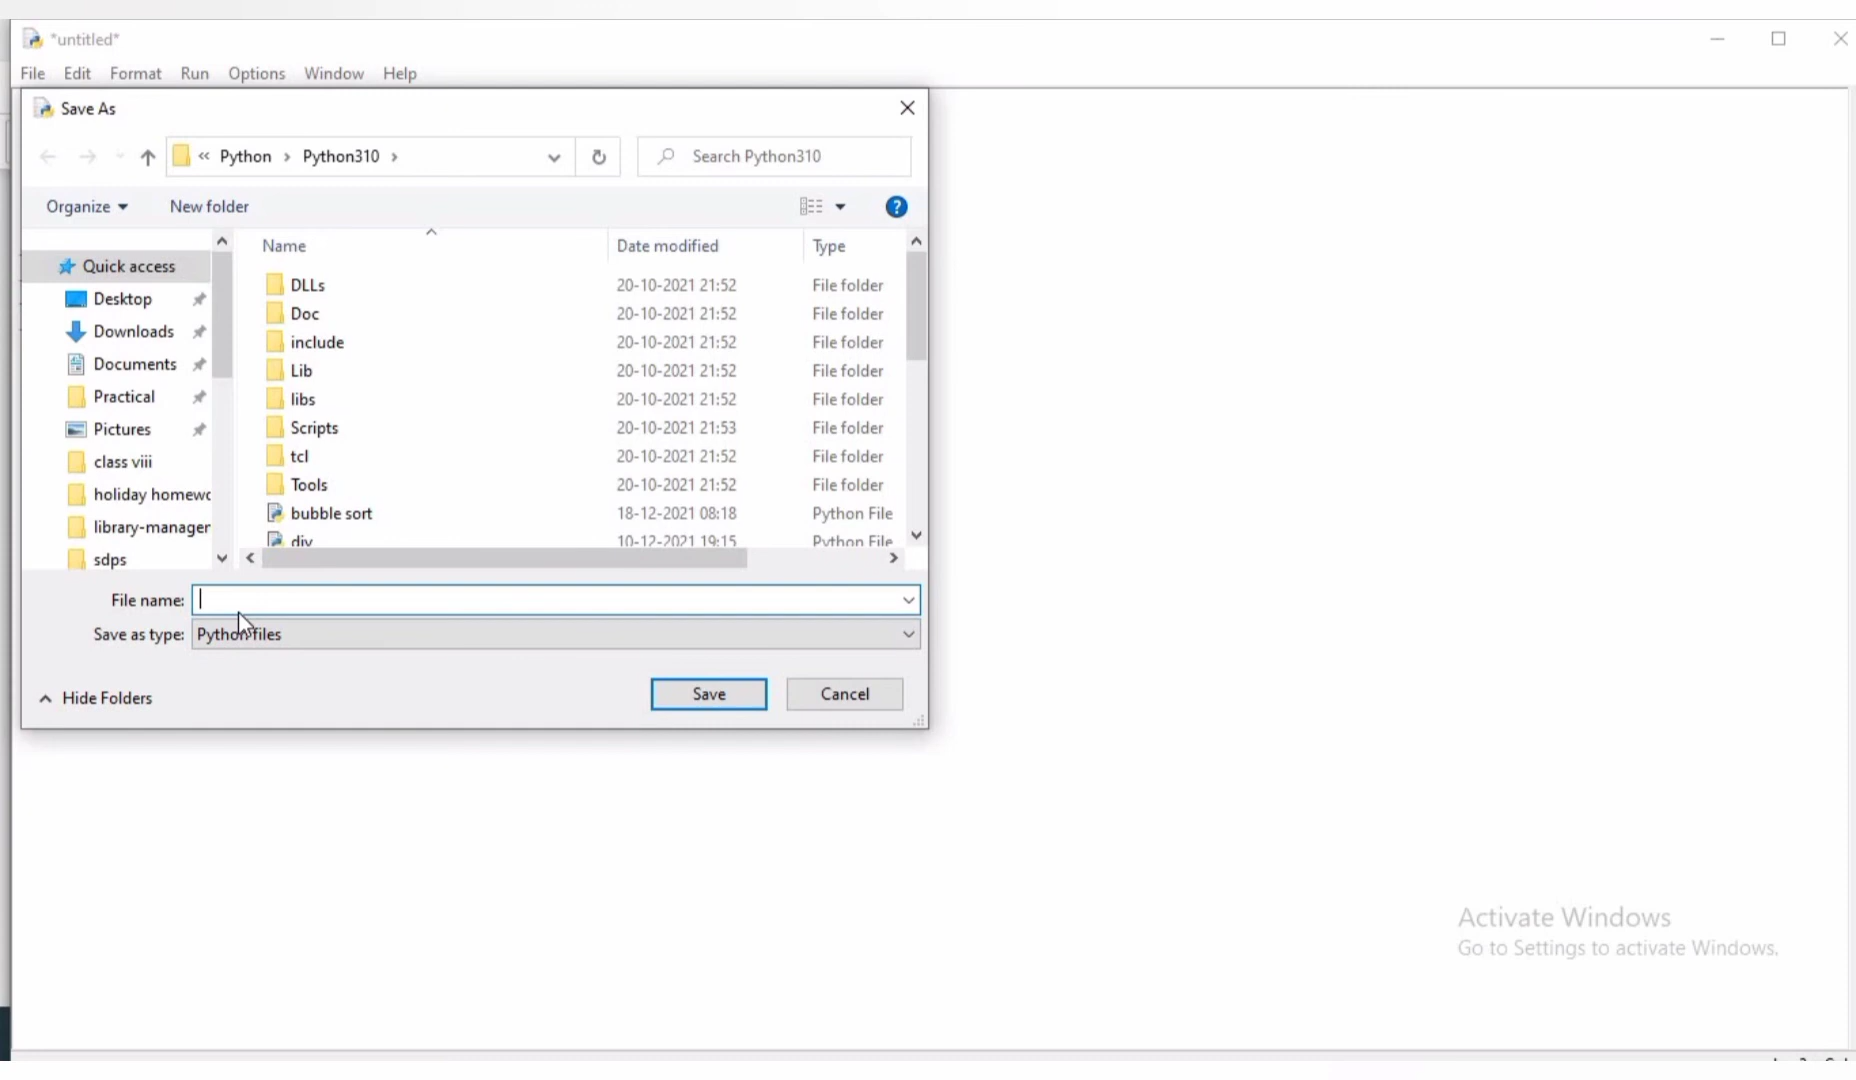 *untitled*
File Edit Format Run Options Window Help
Save As
« Python > Python310 >
Search Python310
Organize
New folder
Name Date modified Type
Quick access
Desktop
Downloads
Documents
Practical
Pictures
class viii
holiday homewo
library-manager
sdps
DLLs 20-10-2021 21:52 File folder
Doc 20-10-2021 21:52 File folder
include 20-10-2021 21:52 File folder
Lib 20-10-2021 21:52 File folder
libs 20-10-2021 21:52 File folder
Scripts 20-10-2021 21:53 File folder
tcl 20-10-2021 21:52 File folder
Tools 20-10-2021 21:52 File folder
bubble sort 18-12-2021 08:18 Python File
div 10-12-2021 19:15 Python File
File name:
Save as type: Python files
Hide Folders
Save
Cancel
Activate Windows
Go to Settings to activate Windows.